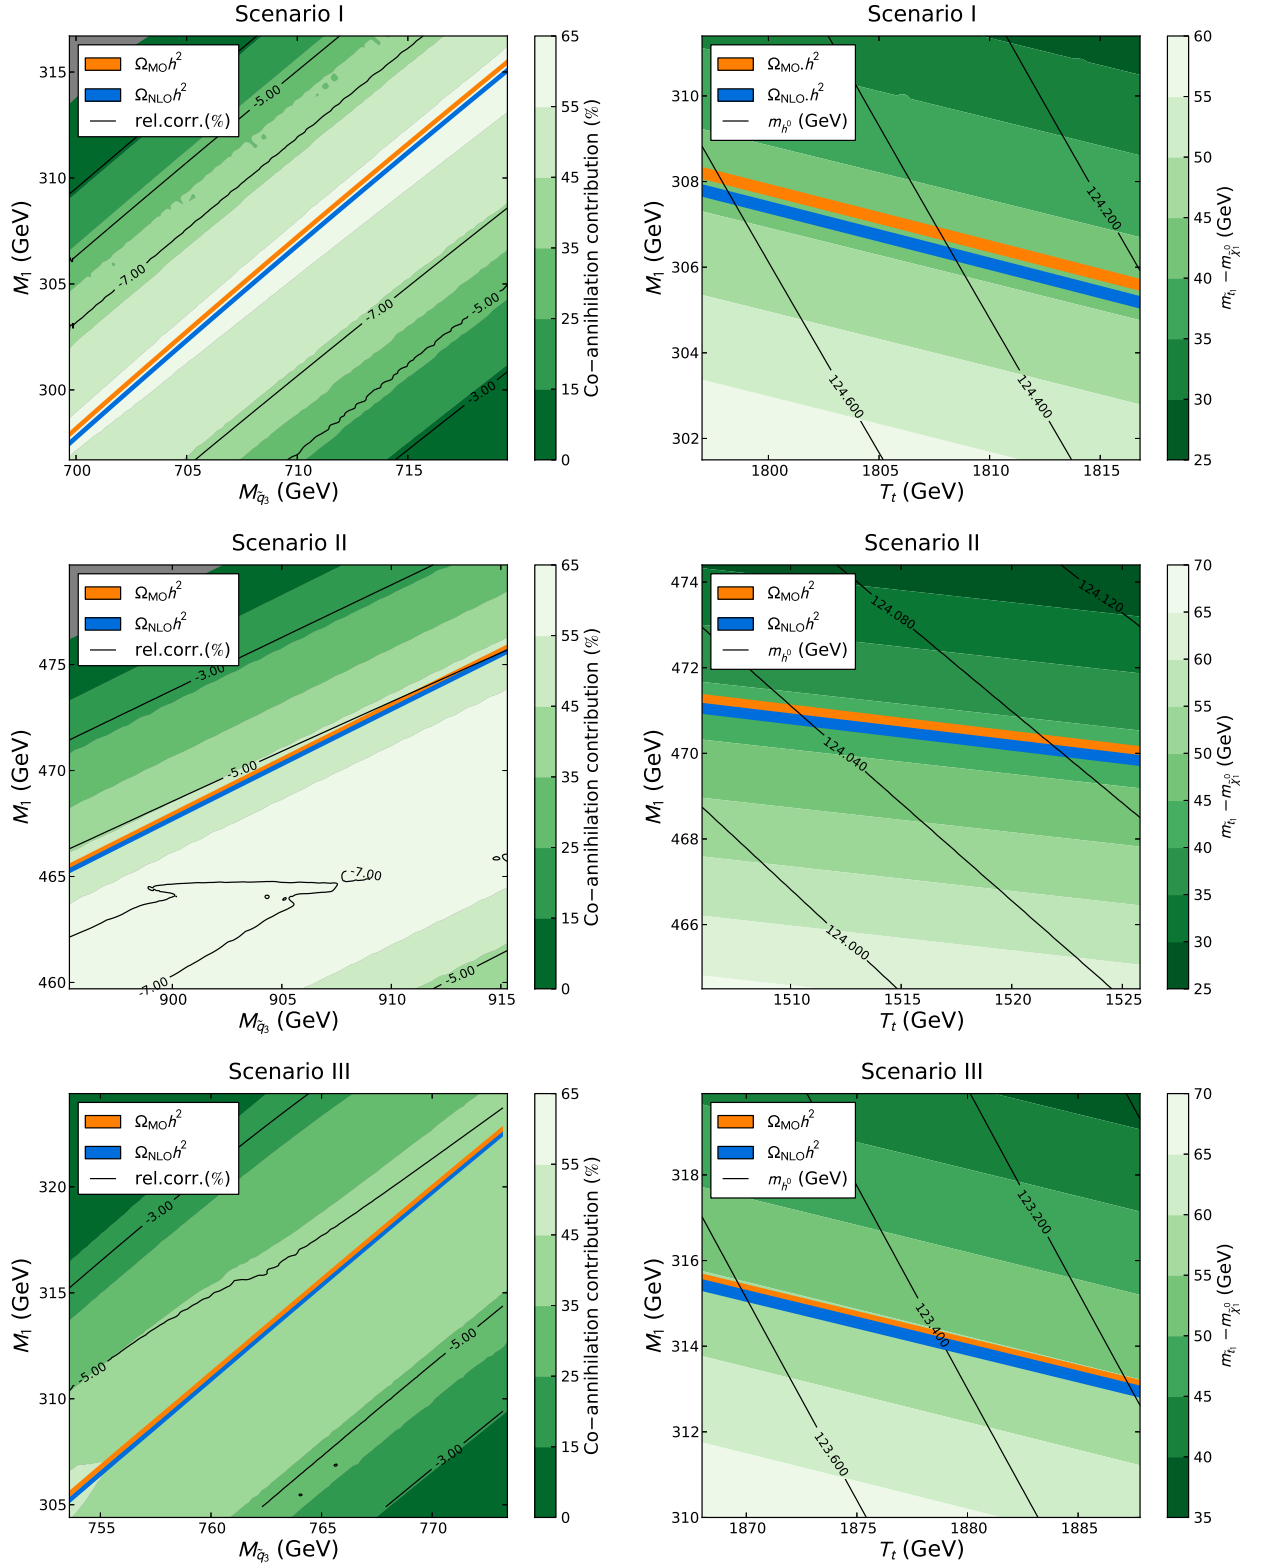 Scenario I
Ω_MO h²
Ω_NLO h²
rel.corr.(%)
-5.00
-7.00
-7.00
-5.00
-3.00
315
310
305
300
M₁ (GeV)
700
705
710
715
M_q̃₃ (GeV)
65
55
45
35
25
15
0
Co−annihilation contribution (%)
Scenario I
Ω_MO.h²
Ω_NLO.h²
m_h⁰ (GeV)
124.200
124.600
124.400
310
308
306
304
302
M₁ (GeV)
1800
1805
1810
1815
T_t (GeV)
60
55
50
45
40
35
30
25
m_t̃₁ − m_χ̃₁⁰ (GeV)
Scenario II
Ω_MO h²
Ω_NLO h²
rel.corr.(%)
-3.00
-5.00
-7.00
-7.00
-5.00
475
470
465
460
M₁ (GeV)
900
905
910
915
M_q̃₃ (GeV)
65
55
45
35
25
15
0
Co−annihilation contribution (%)
Scenario II
Ω_MO h²
Ω_NLO h²
m_h⁰ (GeV)
124.080
124.120
124.040
124.000
474
472
470
468
466
M₁ (GeV)
1510
1515
1520
1525
T_t (GeV)
70
65
60
55
50
45
40
35
30
25
m_t̃₁ − m_χ̃₁⁰ (GeV)
Scenario III
Ω_MO h²
Ω_NLO h²
rel.corr.(%)
-3.00
-5.00
-5.00
-3.00
320
315
310
305
M₁ (GeV)
755
760
765
770
M_q̃₃ (GeV)
65
55
45
35
25
15
0
Co−annihilation contribution (%)
Scenario III
Ω_MO h²
Ω_NLO h²
m_h⁰ (GeV)
123.200
123.400
123.600
318
316
314
312
310
M₁ (GeV)
1870
1875
1880
1885
T_t (GeV)
70
65
60
55
50
45
40
35
m_t̃₁ − m_χ̃₁⁰ (GeV)